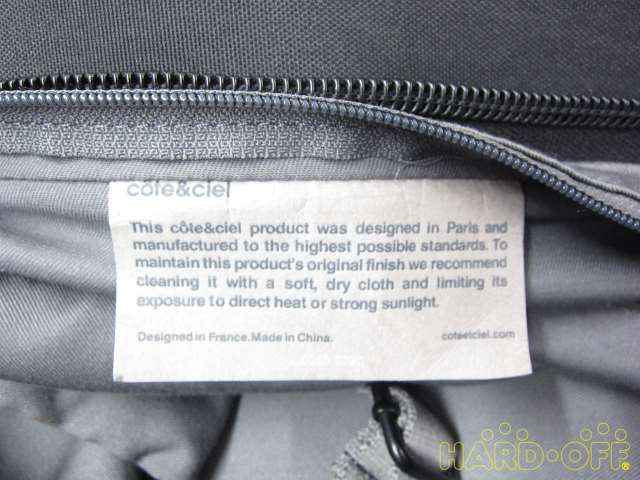 côte&ciel
This côte&ciel product was designed in Paris and
manufactured to the highest possible standards. To
maintain this product's original finish we recommend
cleaning it with a soft, dry cloth and limiting its
exposure to direct heat or strong sunlight.
Designed in France. Made in China.
coteetciel.com
HARD-OFF